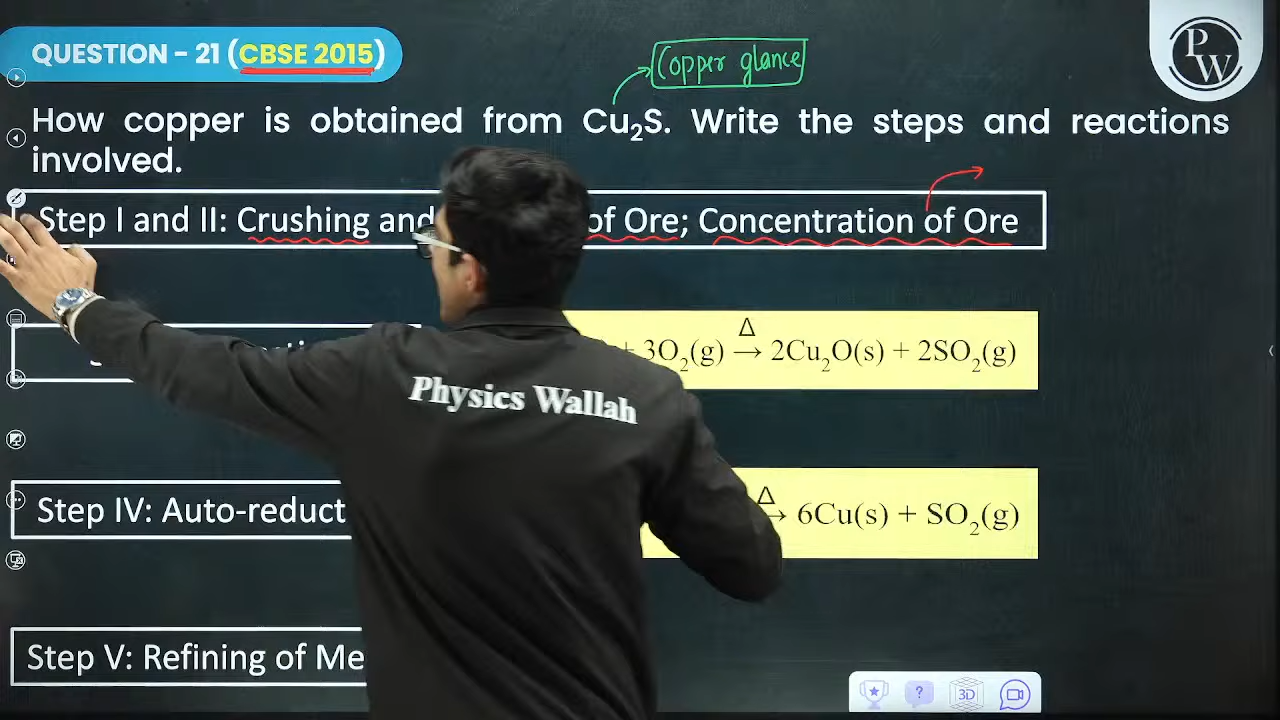 QUESTION - 21 (CBSE 2015)
Copper glance
PW
How copper is obtained from Cu₂S. Write the steps and reactions
involved.
Step I and II: Crushing and of Ore; Concentration of Ore
+ 3O₂(g) →Δ 2Cu₂O(s) + 2SO₂(g)
Physics Wallah
Step IV: Auto-reduct
Δ → 6Cu(s) + SO₂(g)
Step V: Refining of Me
3D